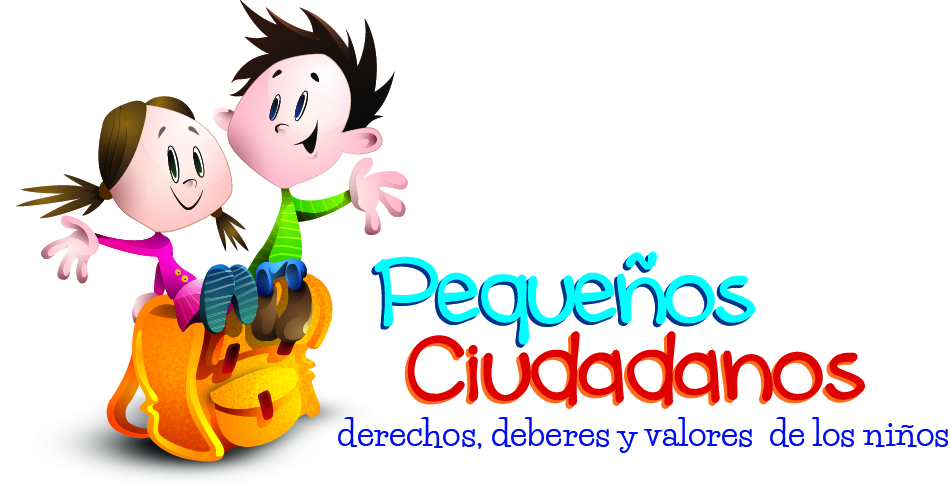 Pequeños
Ciudadanos
derechos, deberes y valores de los niños